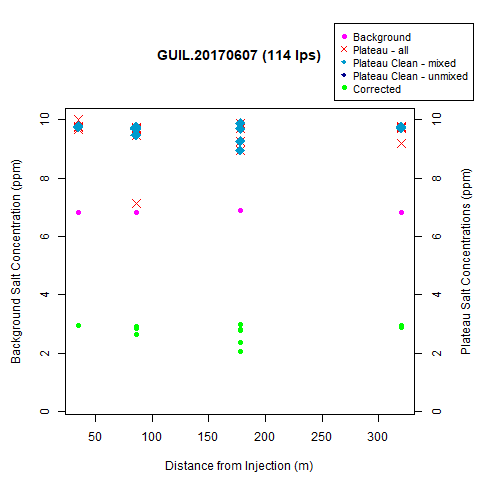 GUIL.20170607 (114 lps)
Background
Plateau - all
Plateau Clean - mixed
Plateau Clean - unmixed
Corrected
Background Salt Concentration (ppm)
10
8
6
4
2
0
10
8
6
4
2
0
Plateau Salt Concentrations (ppm)
50 100 150 200 250 300
Distance from Injection (m)